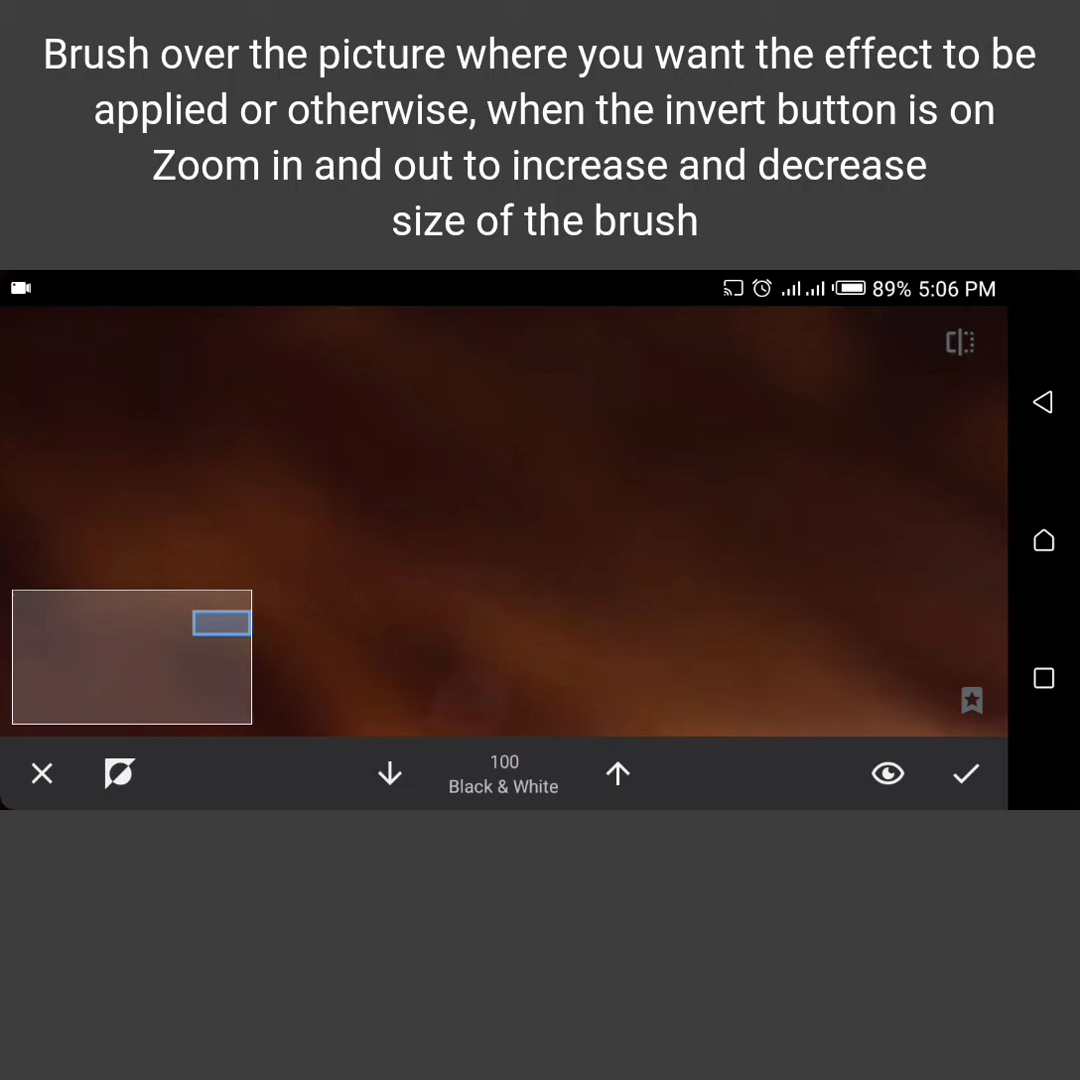 Brush over the picture where you want the effect to be
applied or otherwise, when the invert button is on
Zoom in and out to increase and decrease
size of the brush
89% 5:06 PM
100
Black & White